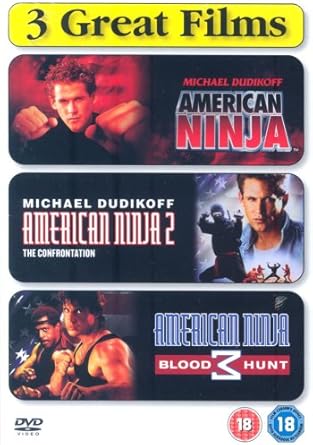 3 Great Films
MICHAEL DUDIKOFF
AMERICAN
NINJA
TM
MICHAEL DUDIKOFF
AMERICAN NINJA 2
THE CONFRONTATION
AMERICAN NINJA
3
BLOOD HUNT
DVD
VIDEO
18
18